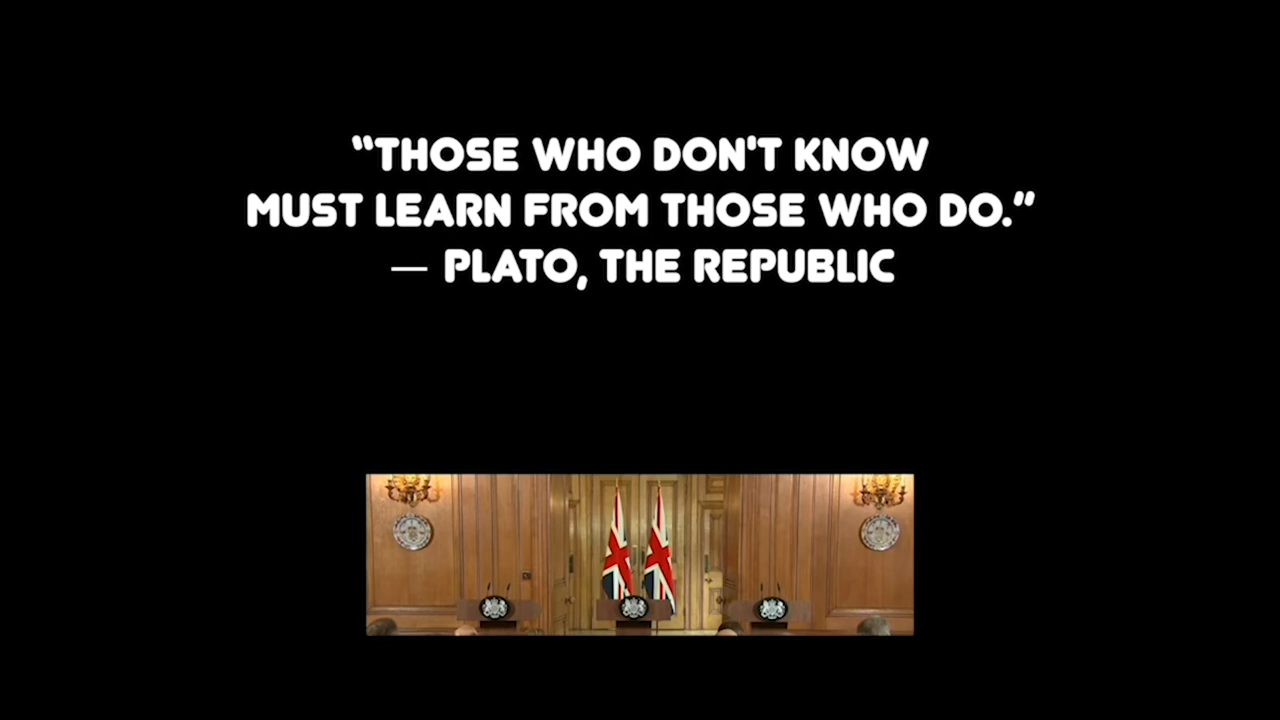 “THOSE WHO DON'T KNOW
MUST LEARN FROM THOSE WHO DO.”
— PLATO, THE REPUBLIC